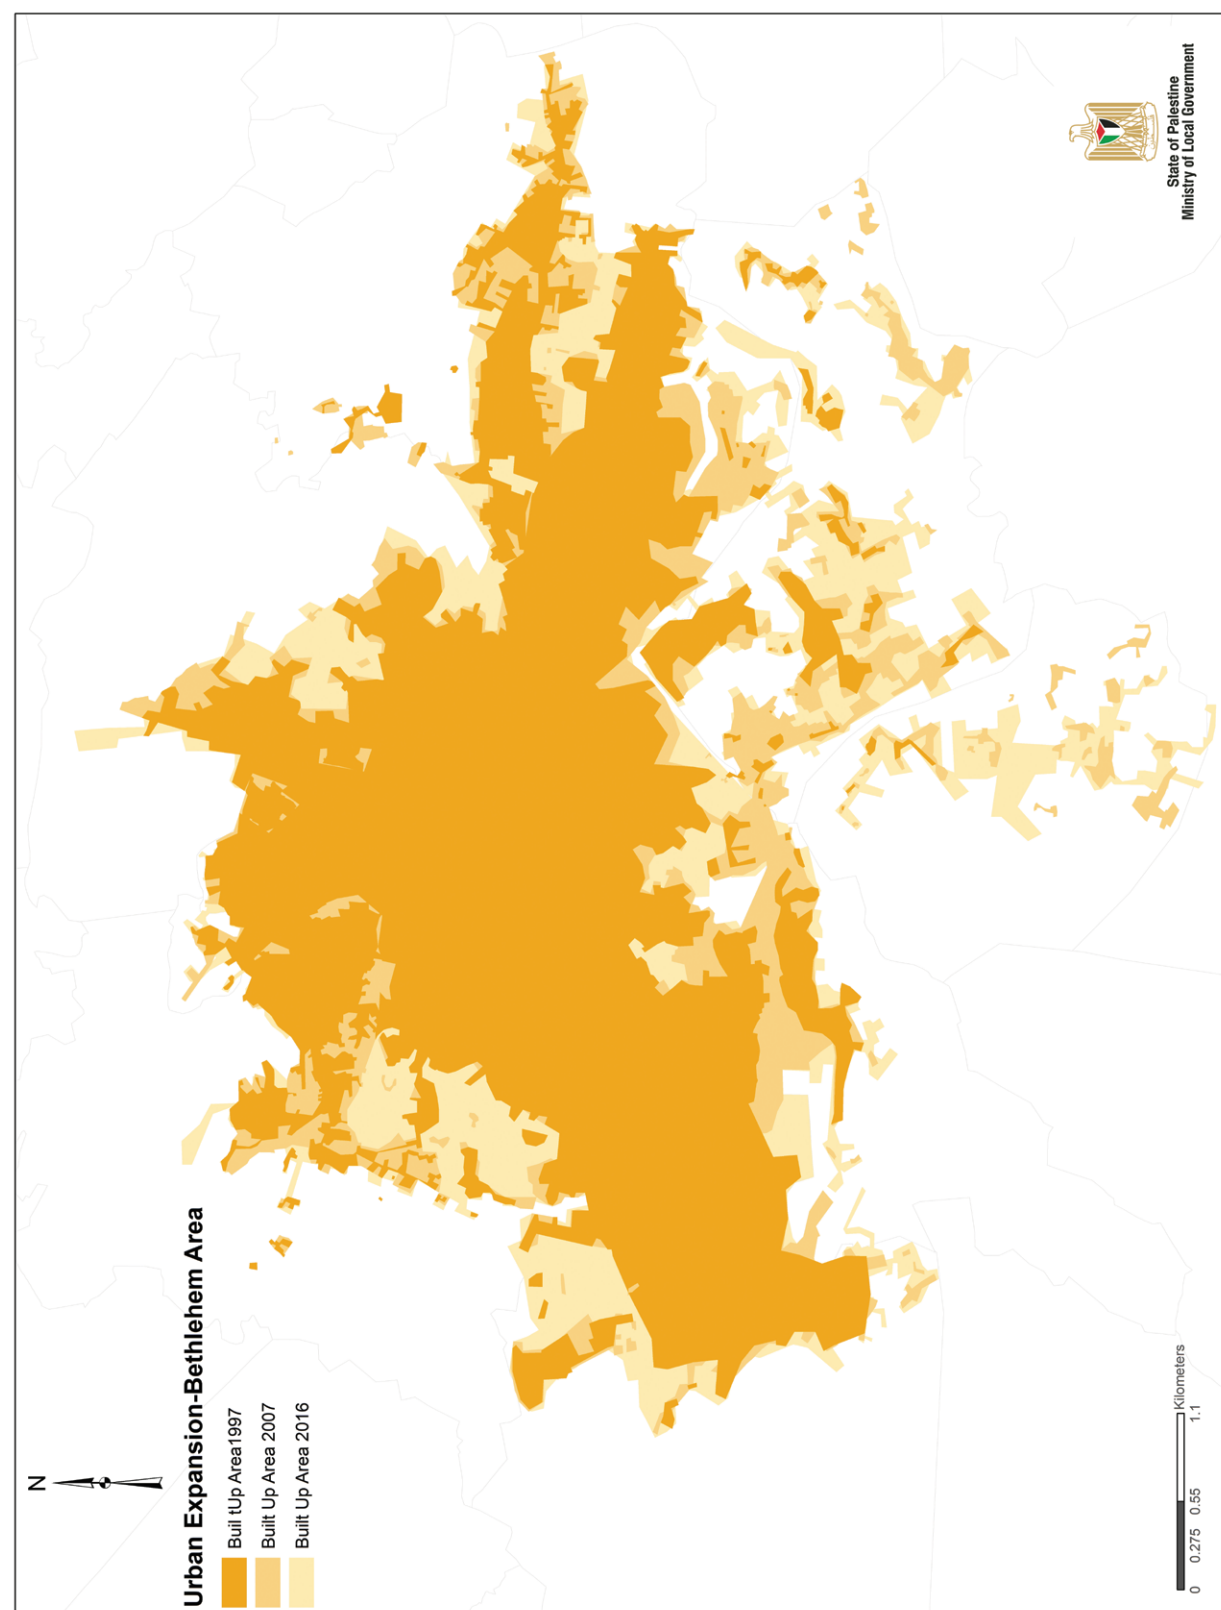 N
Urban Expansion-Bethlehem Area
Buil tUp Area1997
Built Up Area 2007
Built Up Area 2016
State of Palestine
Ministry of Local Government
Kilometers
0 0.275 0.55 1.1